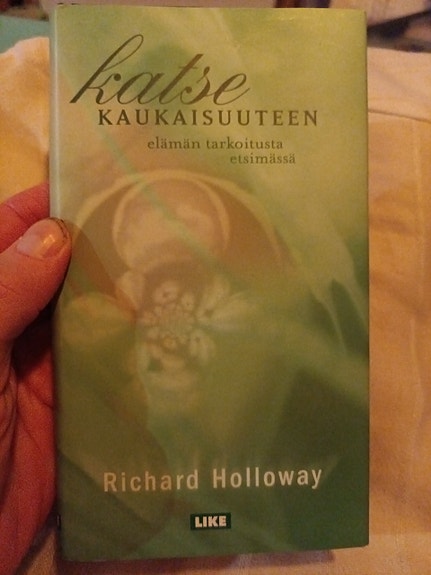 katse
KAUKAISUUTEEN
elämän tarkoitusta
etsimässä
Richard Holloway
LIKE